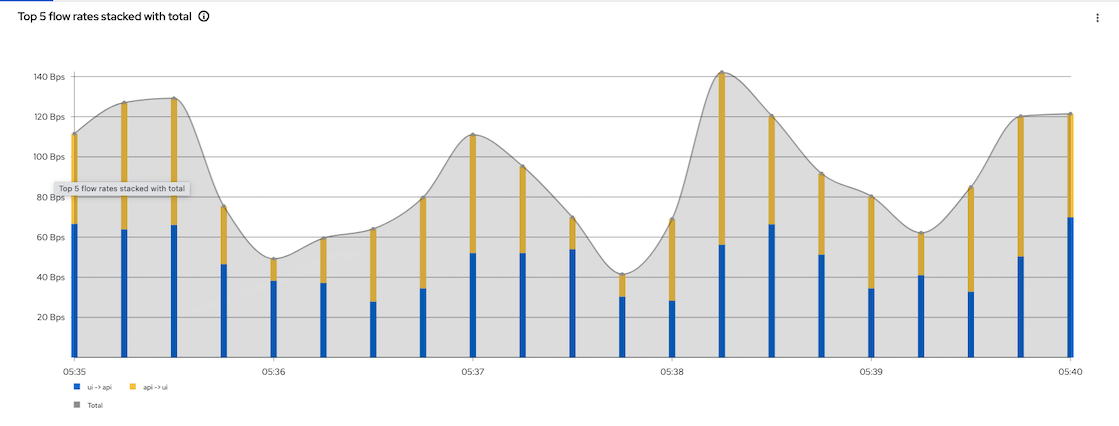 Top 5 flow rates stacked with total
140 Bps
120 Bps
100 Bps
Top 5 flow rates stacked with total
80 Bps
60 Bps
40 Bps
20 Bps
05:35 05:36 05:37 05:38 05:39 05:40
ui -> api api -> ui
Total